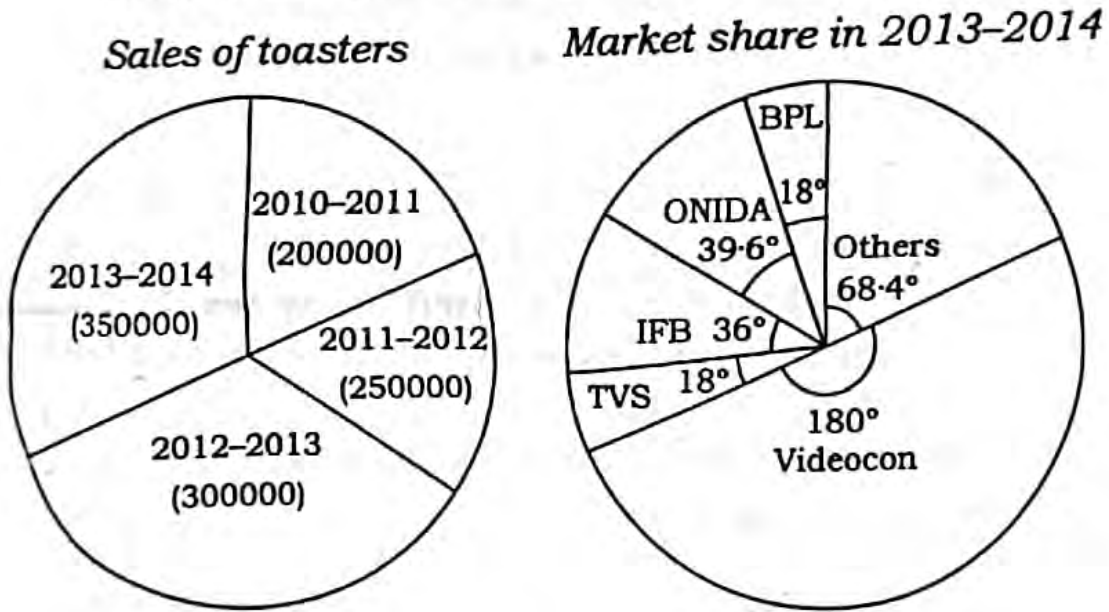 Sales of toasters
2010–2011
(200000)
2013–2014
(350000)
2011–2012
(250000)
2012–2013
(300000)
Market share in 2013–2014
BPL
18°
ONIDA
39·6°
Others
68·4°
IFB 36°
TVS 18°
180°
Videocon